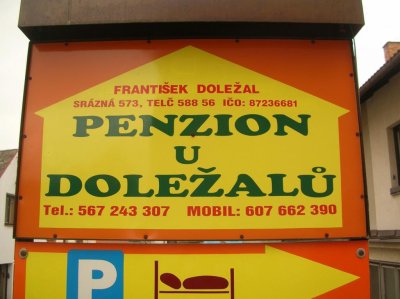 FRANTIŠEK DOLEŽAL
SRÁZNÁ 573, TELČ 588 56 IČO: 87236681
PENZION
U
DOLEŽALŮ
Tel.: 567 243 307 MOBIL: 607 662 390
P